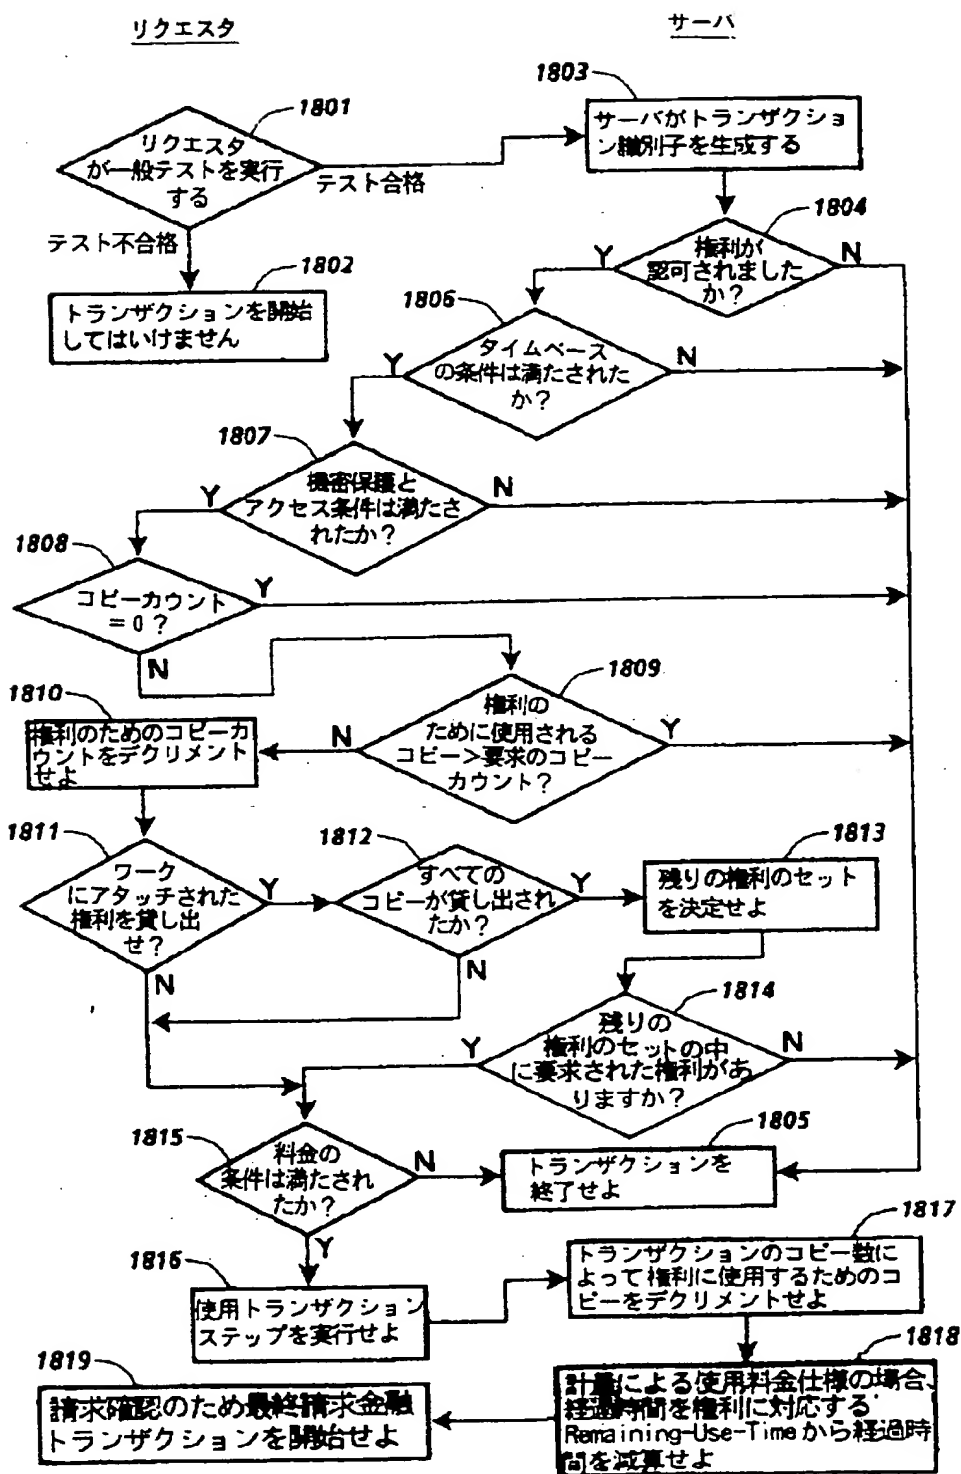 リクエスタ
サーバ
1801
リクエスタ
が一般テストを実行
する
テスト合格
テスト不合格
1802
トランザクションを開始
してはいけません
1803
サーバがトランザクショ
ン識別子を生成する
1804
権利が
認可されました
か?
Y
N
1806
タイムベース
の条件は満たされた
か?
Y
N
1807
機密保護と
アクセス条件は満たさ
れたか?
Y
N
1808
コピーカウント
=0?
Y
N
1809
権利の
ために使用される
コピー>要求のコピー
カウント?
N
Y
1810
権利のためのコピーカ
ウントをデクリメント
せよ
1811
ワーク
にアタッチされた
権利を貸し出
せ?
Y
N
1812
すべての
コピーが貸し出され
たか?
Y
N
1813
残りの権利のセット
を決定せよ
1814
残りの
権利のセットの中
に要求された権利があ
りますか?
Y
N
1815
料金の
条件は満たされ
たか?
N
Y
1805
トランザクションを
終了せよ
1816
使用トランザクション
ステップを実行せよ
1817
トランザクションのコピー数に
よって権利に使用するためのコ
ピーをデクリメントせよ
1818
計量による使用料金仕様の場合、
経過時間を権利に対応する
Remaining-Use-Timeから経過時
間を減算せよ
1819
請求確認のため最終請求金融
トランザクションを開始せよ